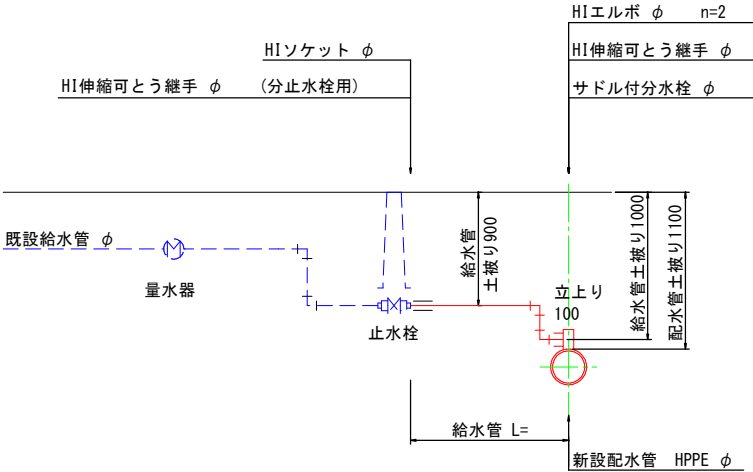 HIエルボ φ n=2
HIソケット φ
HI伸縮可とう継手 φ
HI伸縮可とう継手 φ (分止水栓用)
サドル付分水栓 φ
既設給水管 φ
量水器
止水栓
給水管
土被り900
立上り
100
給水管土被り1000
配水管土被り1100
給水管 L=
新設配水管 HPPE φ